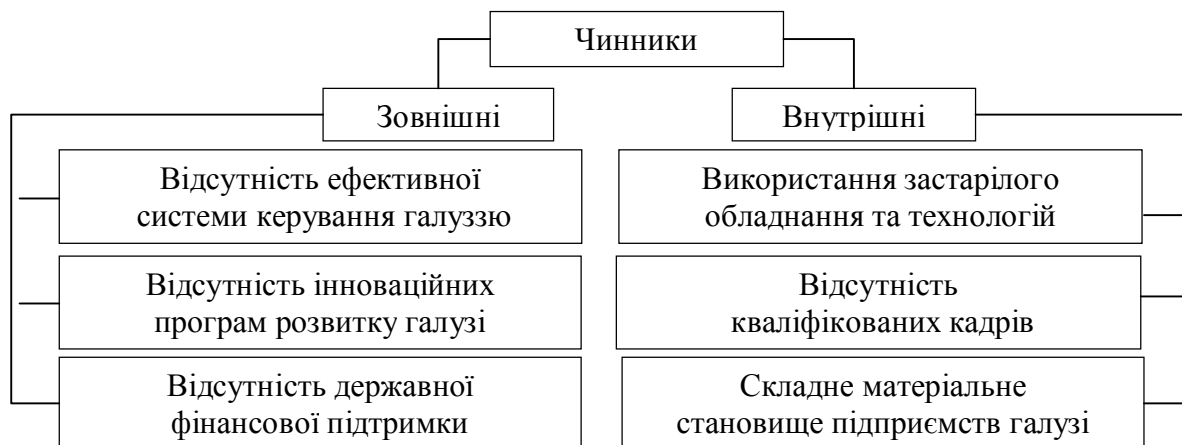 Чинники
Зовнішні
Внутрішні
Відсутність ефективної
системи керування галуззю
Використання застарілого
обладнання та технологій
Відсутність інноваційних
програм розвитку галузі
Відсутність
кваліфікованих кадрів
Відсутність державної
фінансової підтримки
Складне матеріальне
становище підприємств галузі